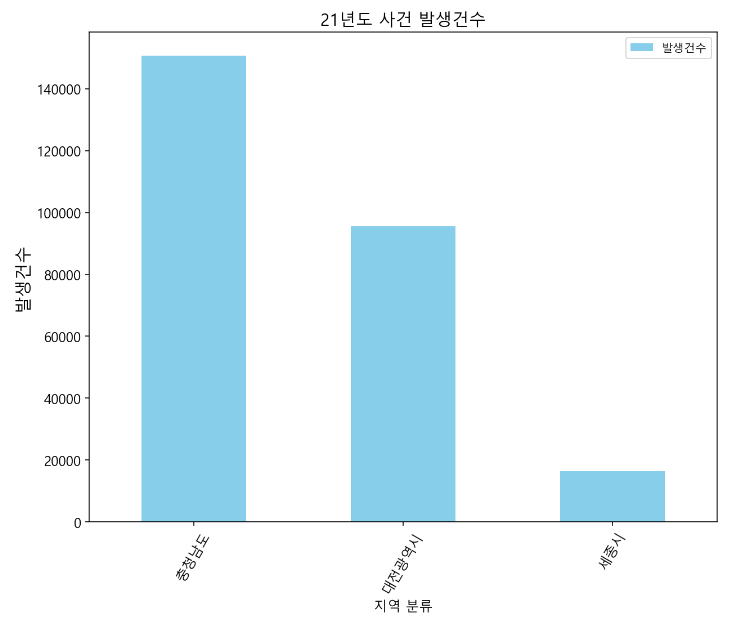 21년도 사건 발생건수
발생건수
140000
120000
100000
80000
60000
40000
20000
0
발생건수
충청남도
대전광역시
세종시
지역 분류